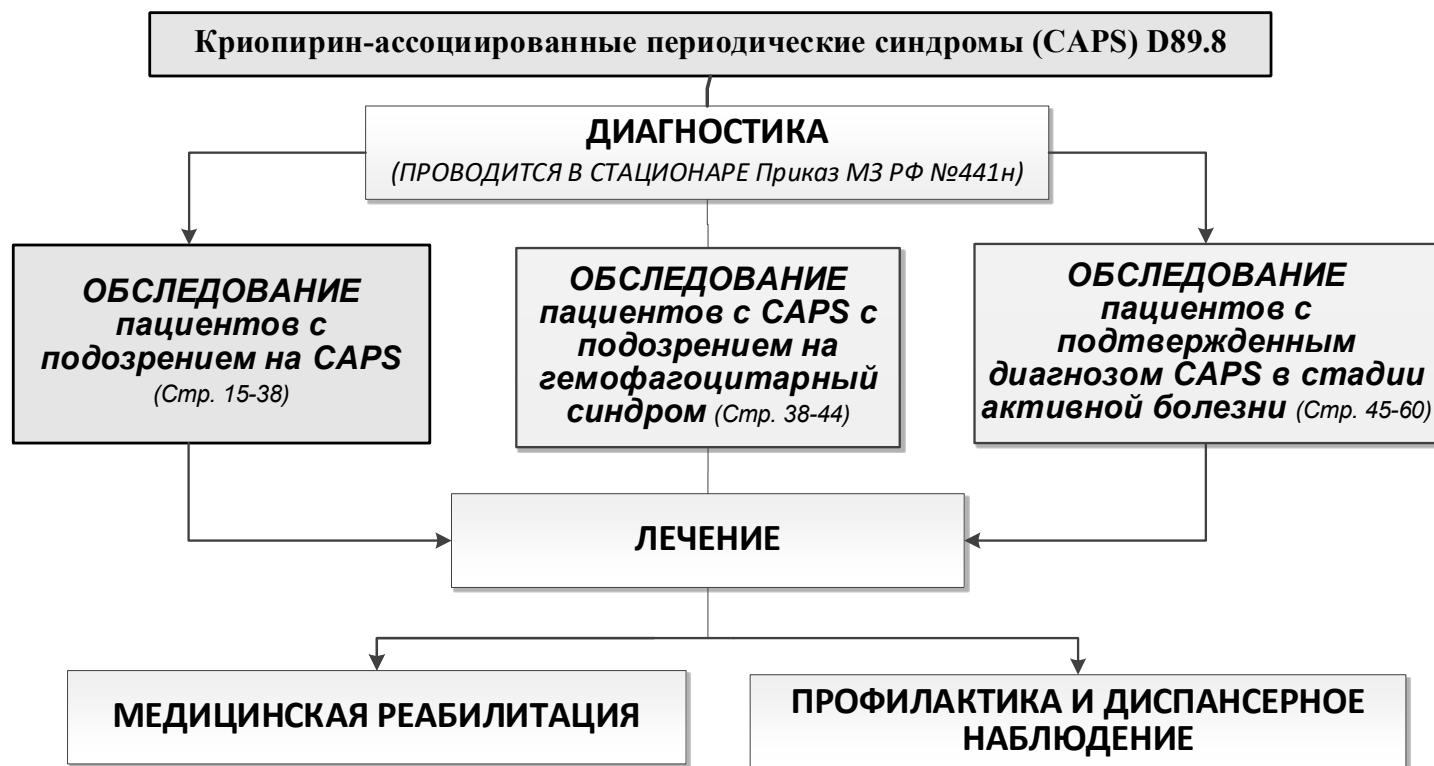 Криопирин-ассоциированные периодические синдромы (CAPS) D89.8
ДИАГНОСТИКА
(ПРОВОДИТСЯ В СТАЦИОНАРЕ Приказ МЗ РФ №441н)
ОБСЛЕДОВАНИЕ
пациентов с
подозрением на CAPS
(Стр. 15-38)
ОБСЛЕДОВАНИЕ
пациентов с CAPS с
подозрением на
гемофагоцитарный
синдром (Стр. 38-44)
ОБСЛЕДОВАНИЕ
пациентов с
подтвержденным
диагнозом CAPS в стадии
активной болезни (Стр. 45-60)
ЛЕЧЕНИЕ
МЕДИЦИНСКАЯ РЕАБИЛИТАЦИЯ
ПРОФИЛАКТИКА И ДИСПАНСЕРНОЕ
НАБЛЮДЕНИЕ